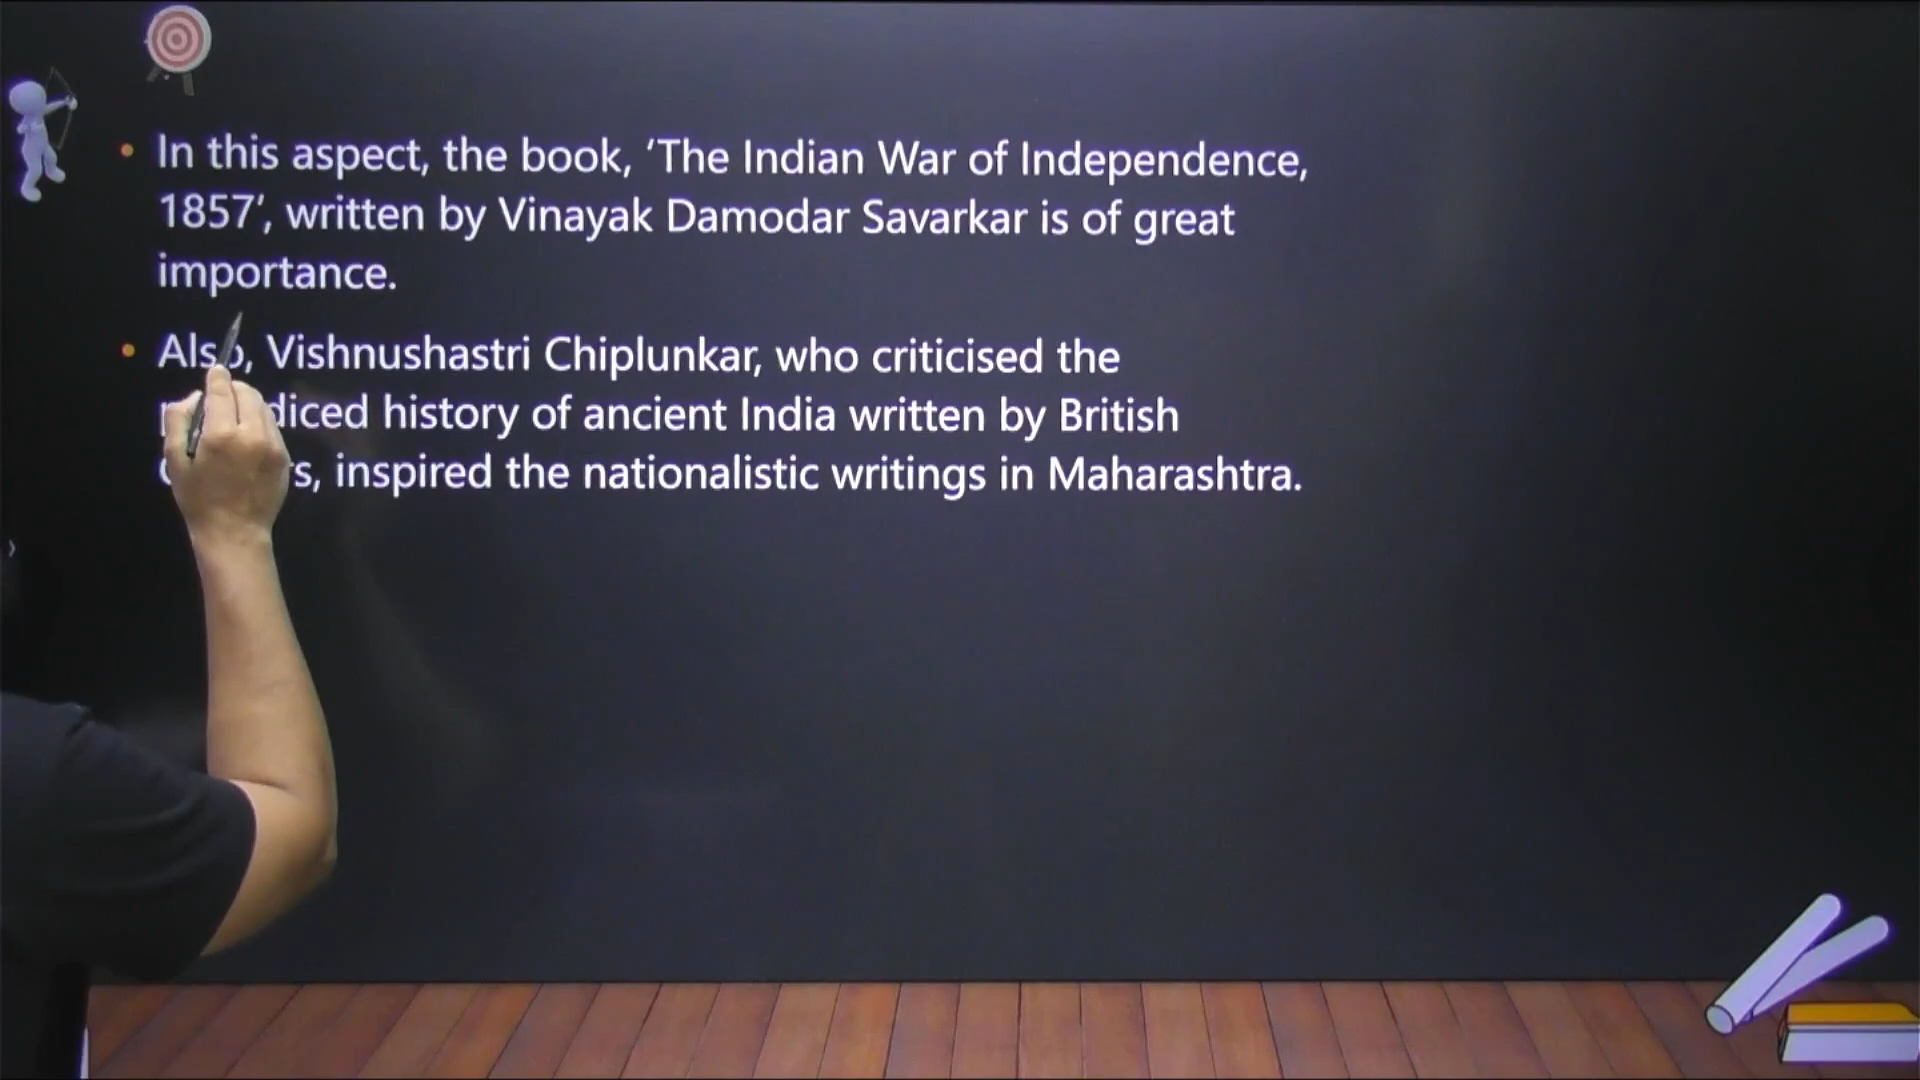 In this aspect, the book, ‘The Indian War of Independence,
1857’, written by Vinayak Damodar Savarkar is of great
importance.
Also, Vishnushastri Chiplunkar, who criticised the
history of ancient India written by British
inspired the nationalistic writings in Maharashtra.